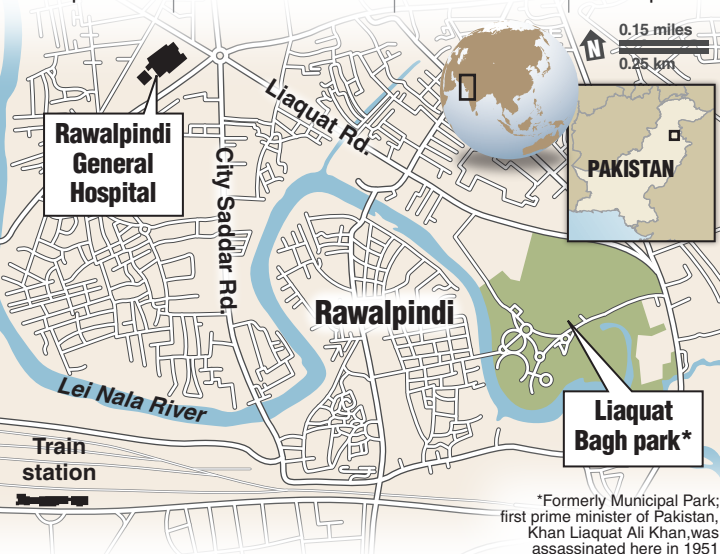 0.15 miles
N
0.25 km
Liaquat Rd.
Rawalpindi
General
Hospital
City Saddar Rd.
PAKISTAN
Rawalpindi
Lei Nala River
Liaquat
Bagh park*
Train
station
*Formerly Municipal Park;
first prime minister of Pakistan,
Khan Liaquat Ali Khan,was
assassinated here in 1951